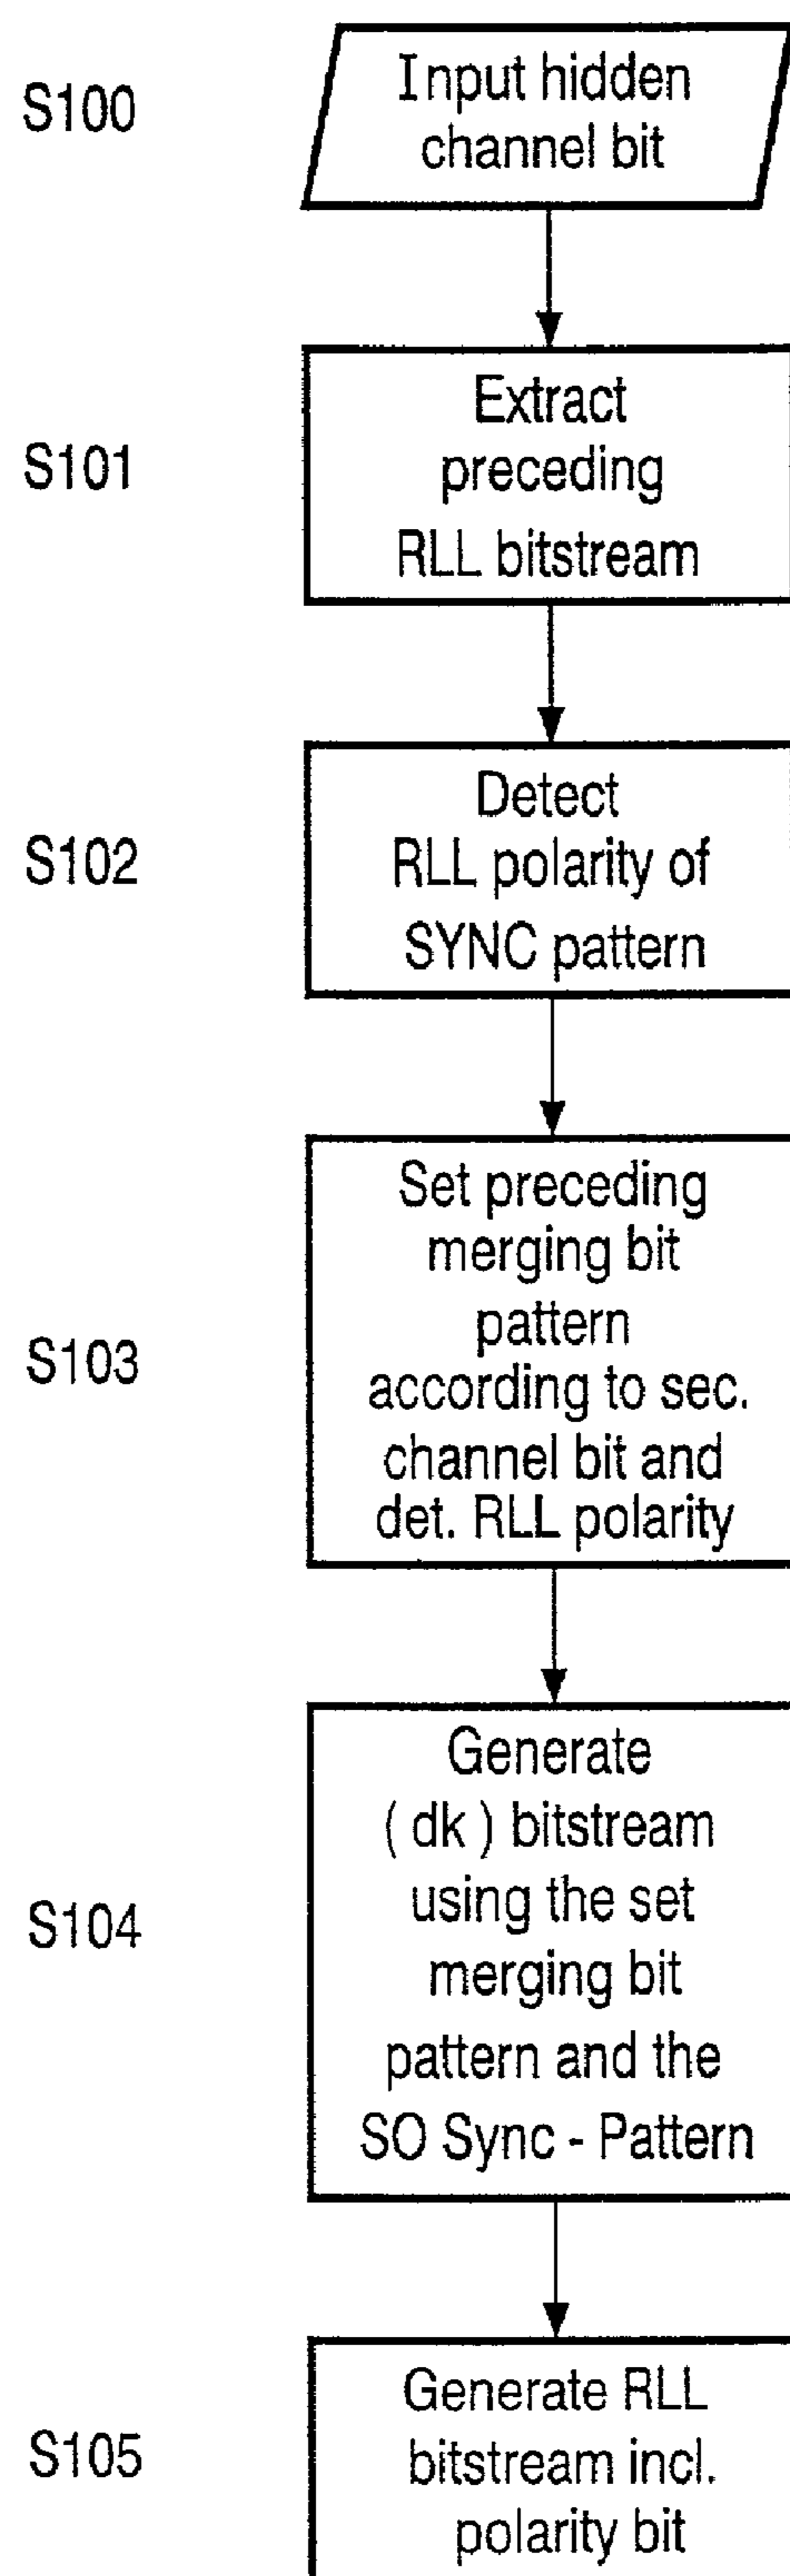 S100
Input hidden
channel bit
S101
Extract
preceding
RLL bitstream
S102
Detect
RLL polarity of
SYNC pattern
S103
Set preceding
merging bit
pattern
according to sec.
channel bit and
det. RLL polarity
S104
Generate
( dk ) bitstream
using the set
merging bit
pattern and the
SO Sync - Pattern
S105
Generate RLL
bitstream incl.
polarity bit